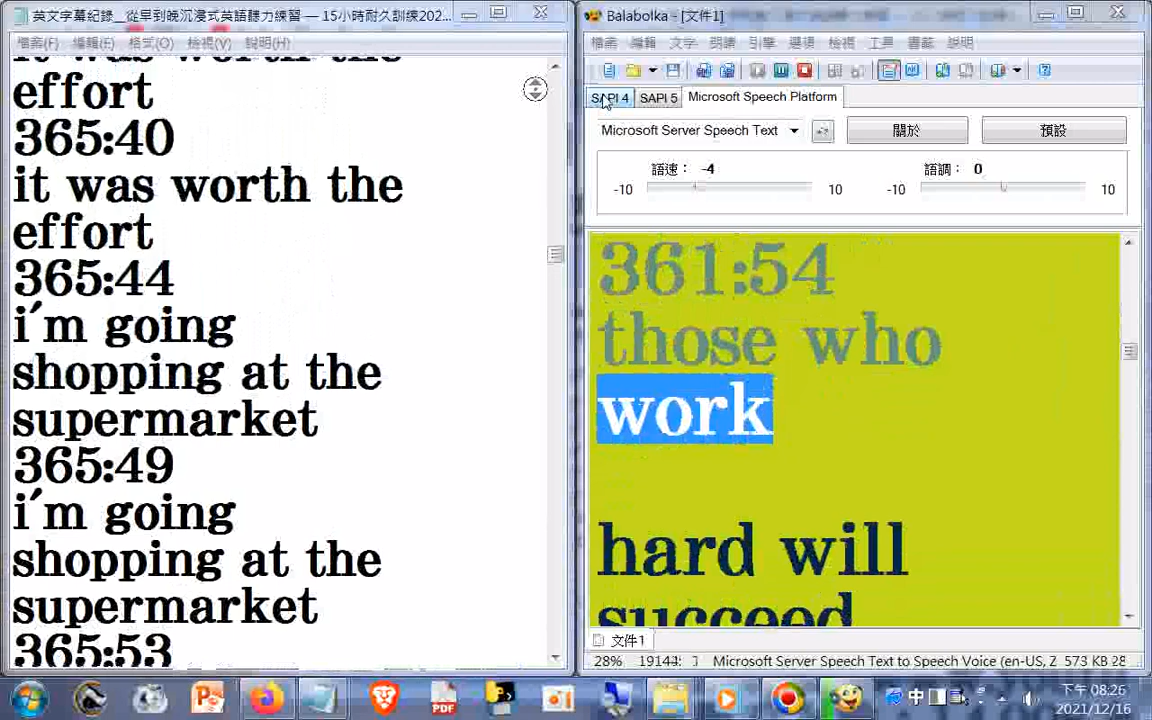 英文字幕紀錄__從早到晚沉浸式英語聽力練習 — 15小時耐久訓練202...
檔案(F) 編輯(E) 格式(O) 檢視(V) 說明(H)
it was worth the
effort
365:40
it was worth the
effort
365:44
i'm going
shopping at the
supermarket
365:49
i'm going
shopping at the
supermarket
365:53
Balabolka - [文件1]
檔案 編輯 文字 朗讀 引擎 選項 檢視 工具 書籤 說明
SAPI 4 SAPI 5 Microsoft Speech Platform
Microsoft Server Speech Text 關於 預設
語速： -4 語調： 0
-10 10 -10 10
361:54
those who
work
hard will
succeed
文件1
28% Microsoft Server Speech Text to Speech Voice (en-US, Z 573 KB 28
中 下午 08:26
2021/12/16